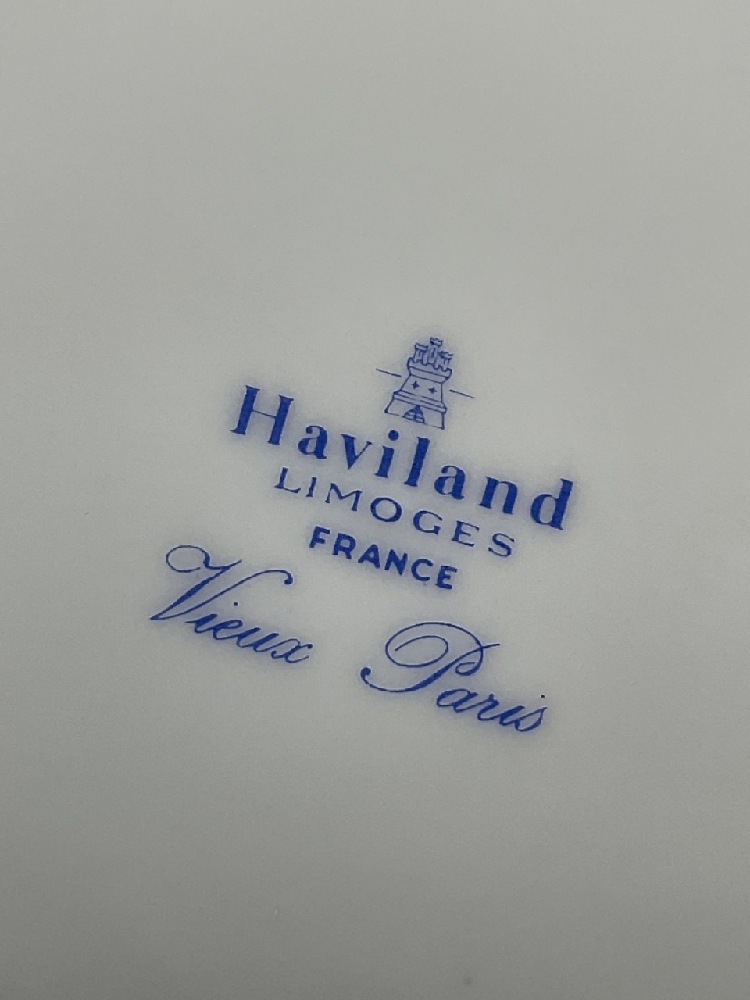 Haviland
LIMOGES
FRANCE
Vieux Paris